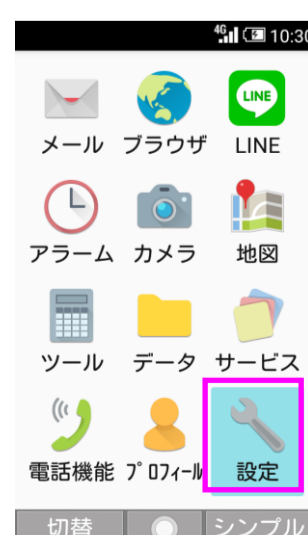 4G 10:30
メール ブラウザ LINE
アラーム カメラ 地図
ツール データ サービス
電話機能 プロフィール 設定
切替 シンプル